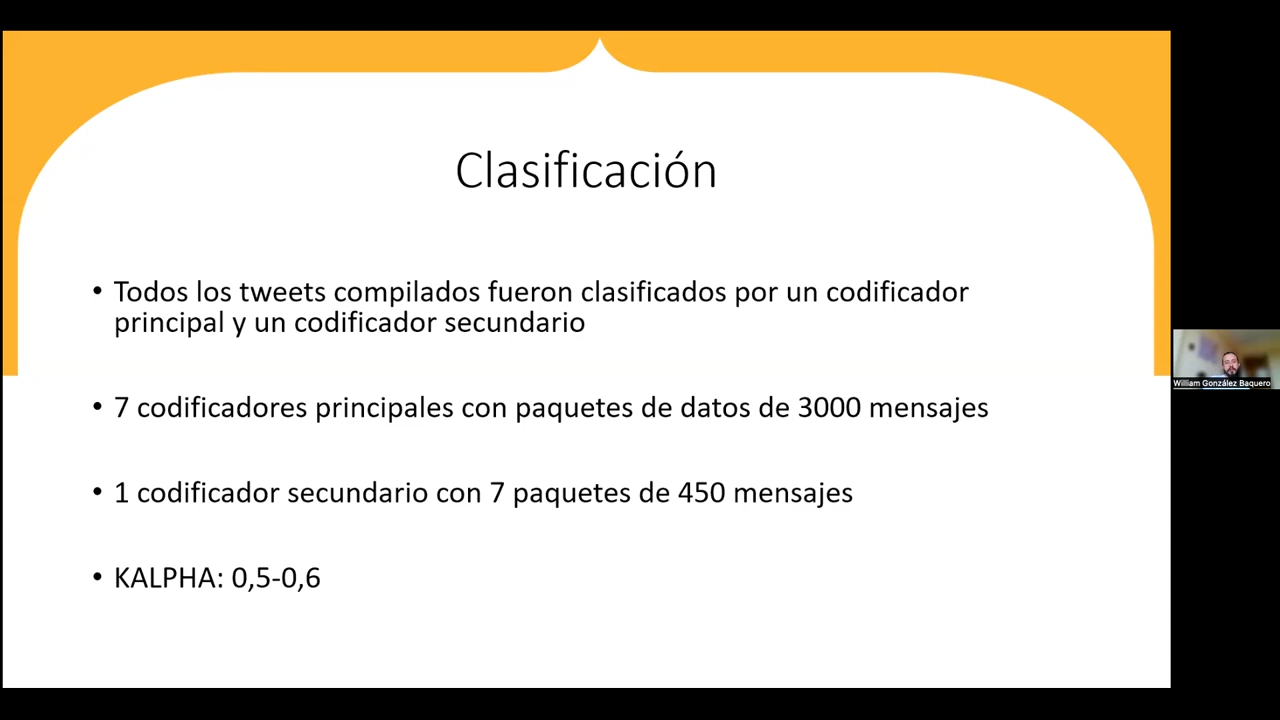 Clasificación
• Todos los tweets compilados fueron clasificados por un codificador
principal y un codificador secundario
• 7 codificadores principales con paquetes de datos de 3000 mensajes
• 1 codificador secundario con 7 paquetes de 450 mensajes
• KALPHA: 0,5-0,6
William González Baquero